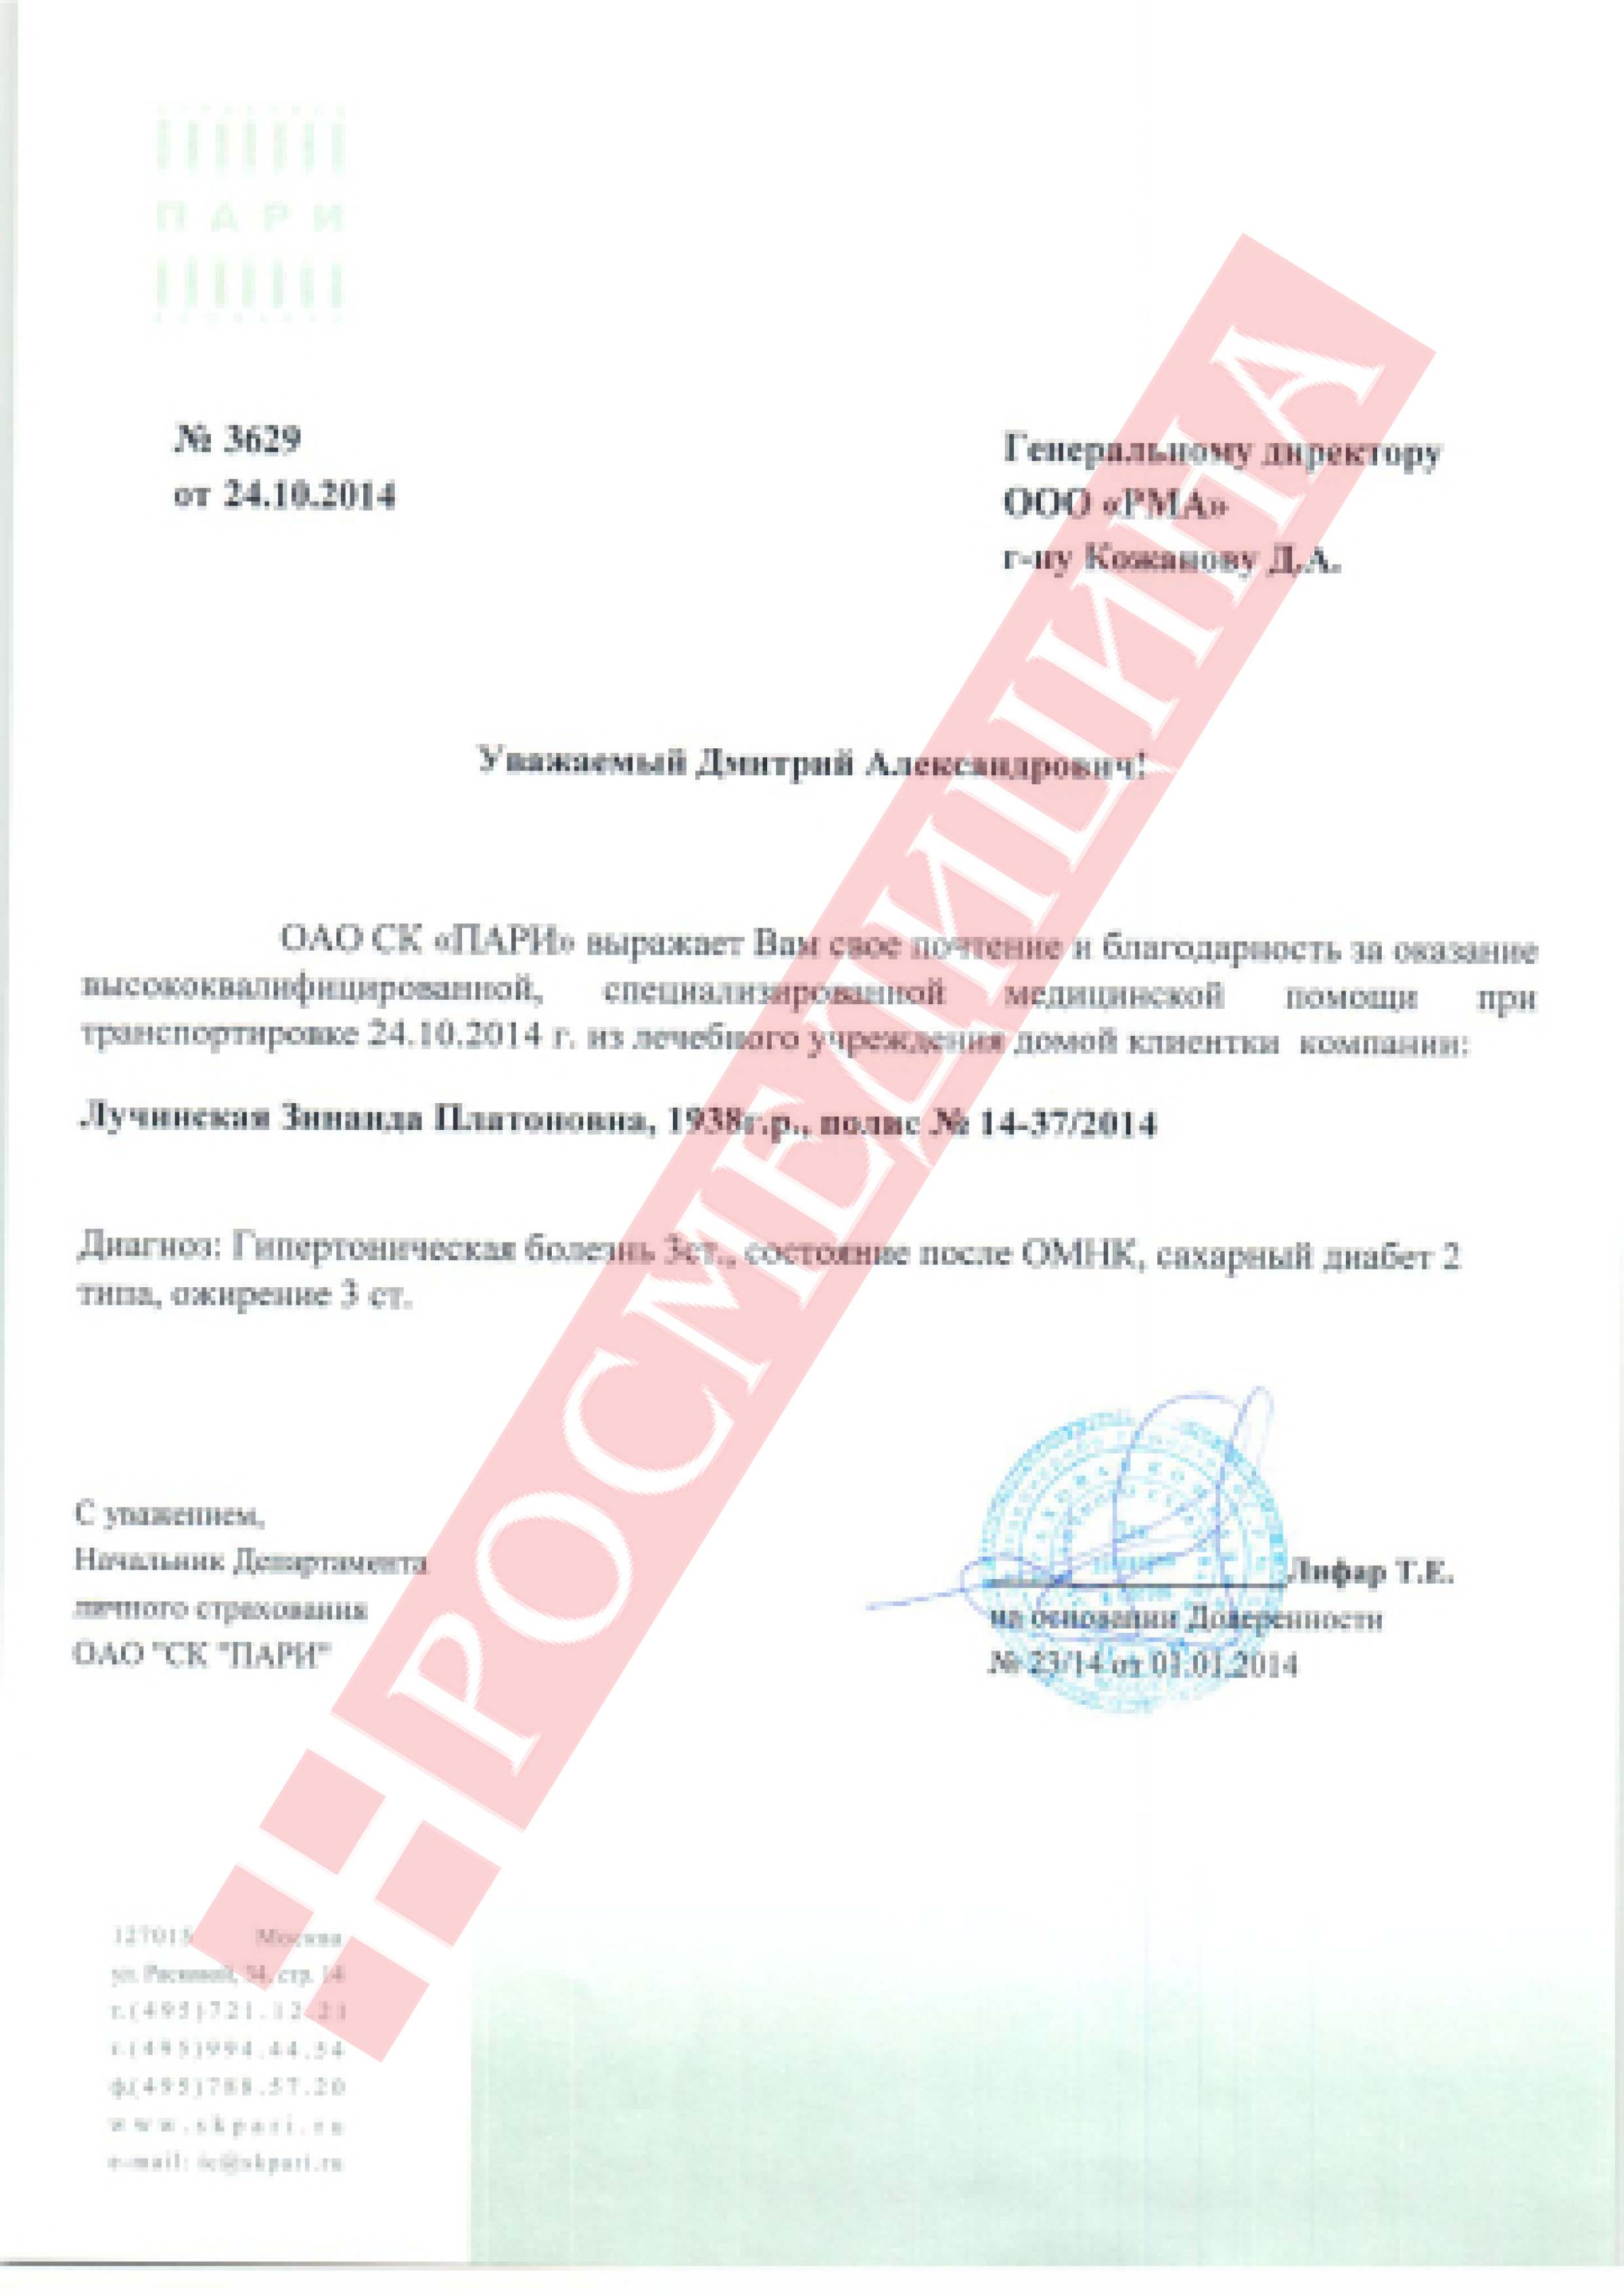 ПАРИ
№ 3629
от 24.10.2014
Генеральному директору
ООО «РМА»
г-ну Кожанову Д.А.
Уважаемый Дмитрий Александрович!
ОАО СК «ПАРИ» выражает Вам свое почтение и благодарность за оказание
высококвалифицированной, специализированной медицинской помощи при
транспортировке 24.10.2014 г. из лечебного учреждения домой клиентки компании:
Лучинская Зинаида Платоновна, 1938г.р., полис № 14-37/2014
Диагноз: Гипертоническая болезнь 3ст., состояние после ОМНК, сахарный диабет 2
типа, ожирение 3 ст.
С уважением,
Начальник Департамента
личного страхования
ОАО "СК "ПАРИ"
Лифар Т.Е.
на основании Доверенности
№ 23/14 от 01.01.2014
РОСМЕДИЦИНА
127015 Москва
ул. 34, стр. 14
т.(495)721.12.21
т.(495)994.44.54
ф.(495)788.57.20
www.skpari.ru
e-mail: ic@skpari.ru